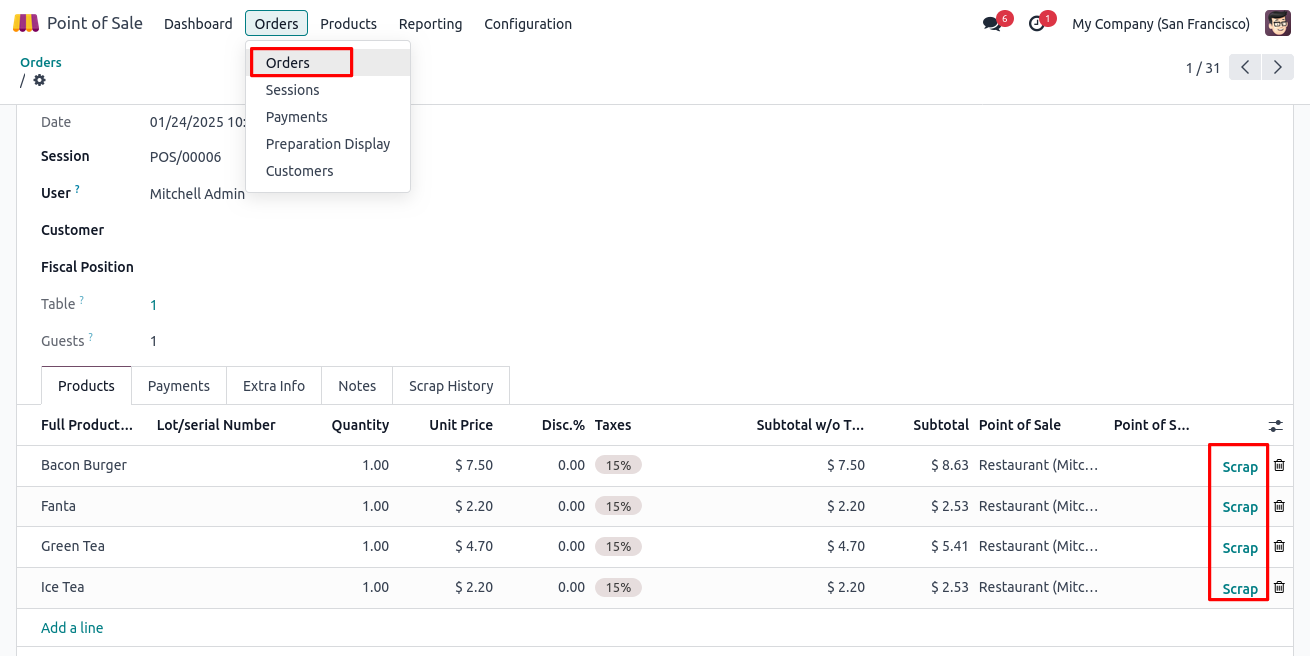 Point of Sale Dashboard Orders Products Reporting Configuration 6 1 My Company (San Francisco)
Orders
/
1 / 31
Orders
Sessions
Payments
Preparation Display
Customers
Date 01/24/2025 10:
Session POS/00006
User ? Mitchell Admin
Customer
Fiscal Position
Table ? 1
Guests ? 1
Products Payments Extra Info Notes Scrap History
Full Product... Lot/serial Number Quantity Unit Price Disc.% Taxes Subtotal w/o T... Subtotal Point of Sale Point of S...
Bacon Burger 1.00 $ 7.50 0.00 15% $ 7.50 $ 8.63 Restaurant (Mitc... Scrap
Fanta 1.00 $ 2.20 0.00 15% $ 2.20 $ 2.53 Restaurant (Mitc... Scrap
Green Tea 1.00 $ 4.70 0.00 15% $ 4.70 $ 5.41 Restaurant (Mitc... Scrap
Ice Tea 1.00 $ 2.20 0.00 15% $ 2.20 $ 2.53 Restaurant (Mitc... Scrap
Add a line